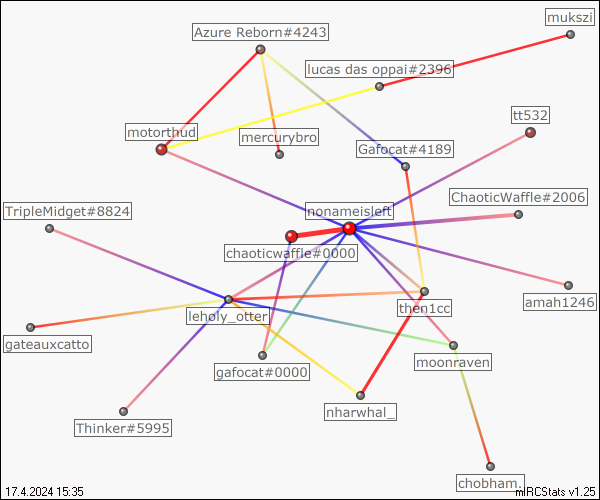 mukszi
Azure Reborn#4243
lucas das oppai#2396
tt532
motorthud
mercurybro
Gafocat#4189
ChaoticWaffle#2006
TripleMidget#8824
nonameisleft
chaoticwaffle#0000
amah1246
then1cc
leholy_otter
gateauxcatto
moonraven
gafocat#0000
nharwhal_
Thinker#5995
chobham.
17.4.2024 15:35
mIRCStats v1.25